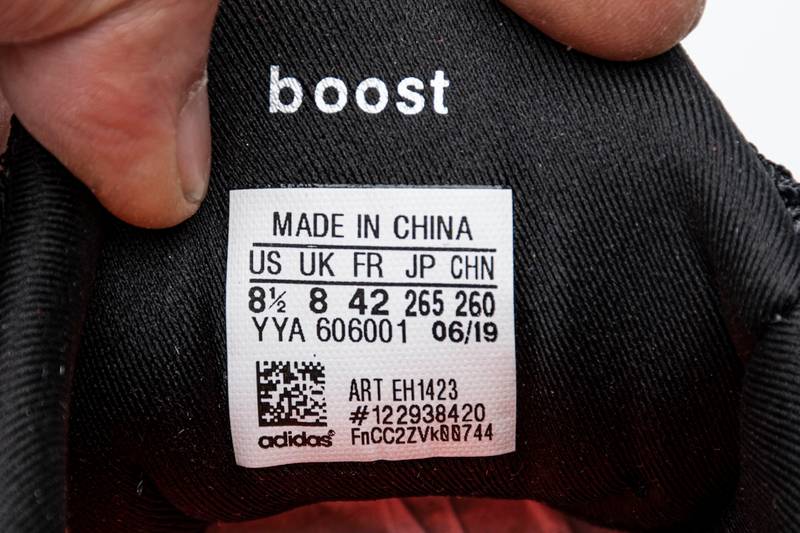 boost
MADE IN CHINA
US UK FR JP CHN
8½ 8 42 265 260
YYA 606001 06/19
ART EH1423
#122938420
adidas® FnCC2ZVk00744